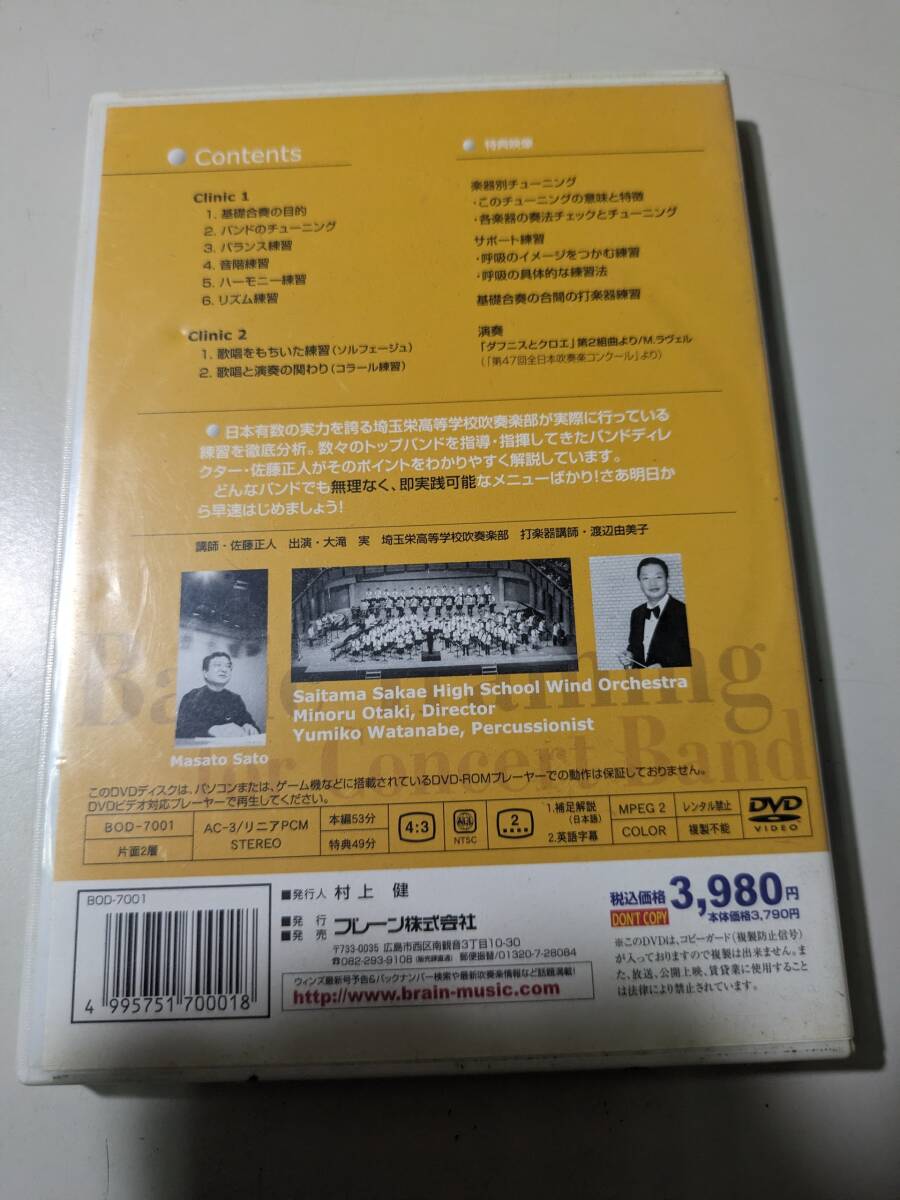 Contents
Clinic 1
1. 基礎合奏の目的
2. バンドのチューニング
3. バランス練習
4. 音階練習
5. ハーモニー練習
6. リズム練習
Clinic 2
1. 歌唱をもちいた練習（ソルフェージュ）
2. 歌唱と演奏の関わり（コラール練習）
特典映像
楽器別チューニング
・このチューニングの意味と特徴
・各楽器の奏法チェックとチューニング
サポート練習
・呼吸のイメージをつかむ練習
・呼吸の具体的な練習法
基礎合奏の合間の打楽器練習
演奏
「ダフニスとクロエ」第2組曲より/M.ラヴェル
（「第47回全日本吹奏楽コンクール」より）
日本有数の実力を誇る埼玉栄高等学校吹奏楽部が実際に行っている
練習を徹底分析。数々のトップバンドを指導・指揮してきたバンドディレ
クター・佐藤正人がそのポイントをわかりやすく解説しています。
どんなバンドでも無理なく、即実践可能なメニューばかり！さあ明日か
ら早速はじめましょう！
講師・佐藤正人 出演・大滝 実 埼玉栄高等学校吹奏楽部 打楽器講師・渡辺由美子
Saitama Sakae High School Wind Orchestra
Minoru Otaki, Director
Yumiko Watanabe, Percussionist
Masato Sato
for Concert Band
このDVDディスクは、パソコンまたは、ゲーム機などに搭載されているDVD-ROMプレーヤーでの動作は保証しておりません。
DVDビデオ対応プレーヤーで再生してください。
BOD-7001
片面2層
AC-3/リニアPCM
STEREO
本編53分
特典49分
4:3
ALL
NTSC
2
1.補足解説
（日本語）
2.英語字幕
MPEG 2
COLOR
レンタル禁止
複製不能
DVD
VIDEO
BOD-7001
4 995751 700018
■発行人 村上 健
■発行
■発売
ブレーン株式会社
〒733-0035 広島市西区南観音3丁目10-30
☎082-293-9108（販売課直通） 郵便振替/01320-7-28084
ウィンズ最新号予告&バックナンバー検索や最新吹奏楽情報など話題満載！
http://www.brain-music.com
税込価格 3,980円
DON'T COPY
本体価格3,790円
※このDVDは、コピーガード（複製防止信号）
が入っておりますので複製は出来ません。ま
た、放送、公開上映、賃貸業に使用すること
は法律により禁止されています。